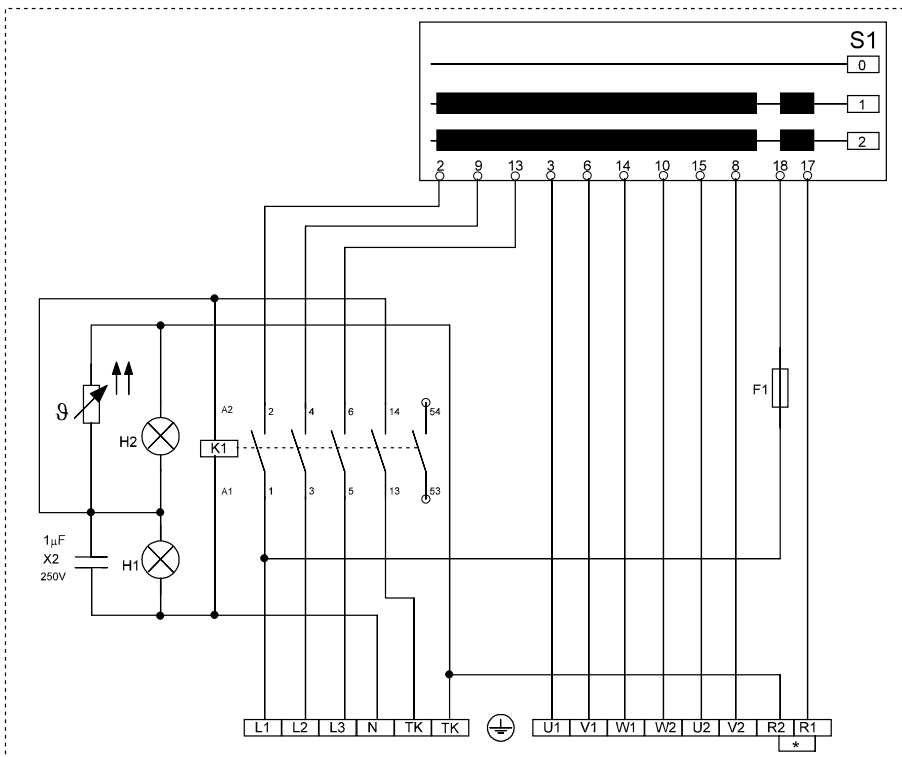 S1
0
1
2
2 9 13 3 6 14 10 15 8 18 17
F1
ϑ
A2 2 4 6 14 54
H2
K1
A1 1 3 5 13 53
1µF
X2
250V
H1
L1 L2 L3 N TK TK U1 V1 W1 W2 U2 V2 R2 R1
*